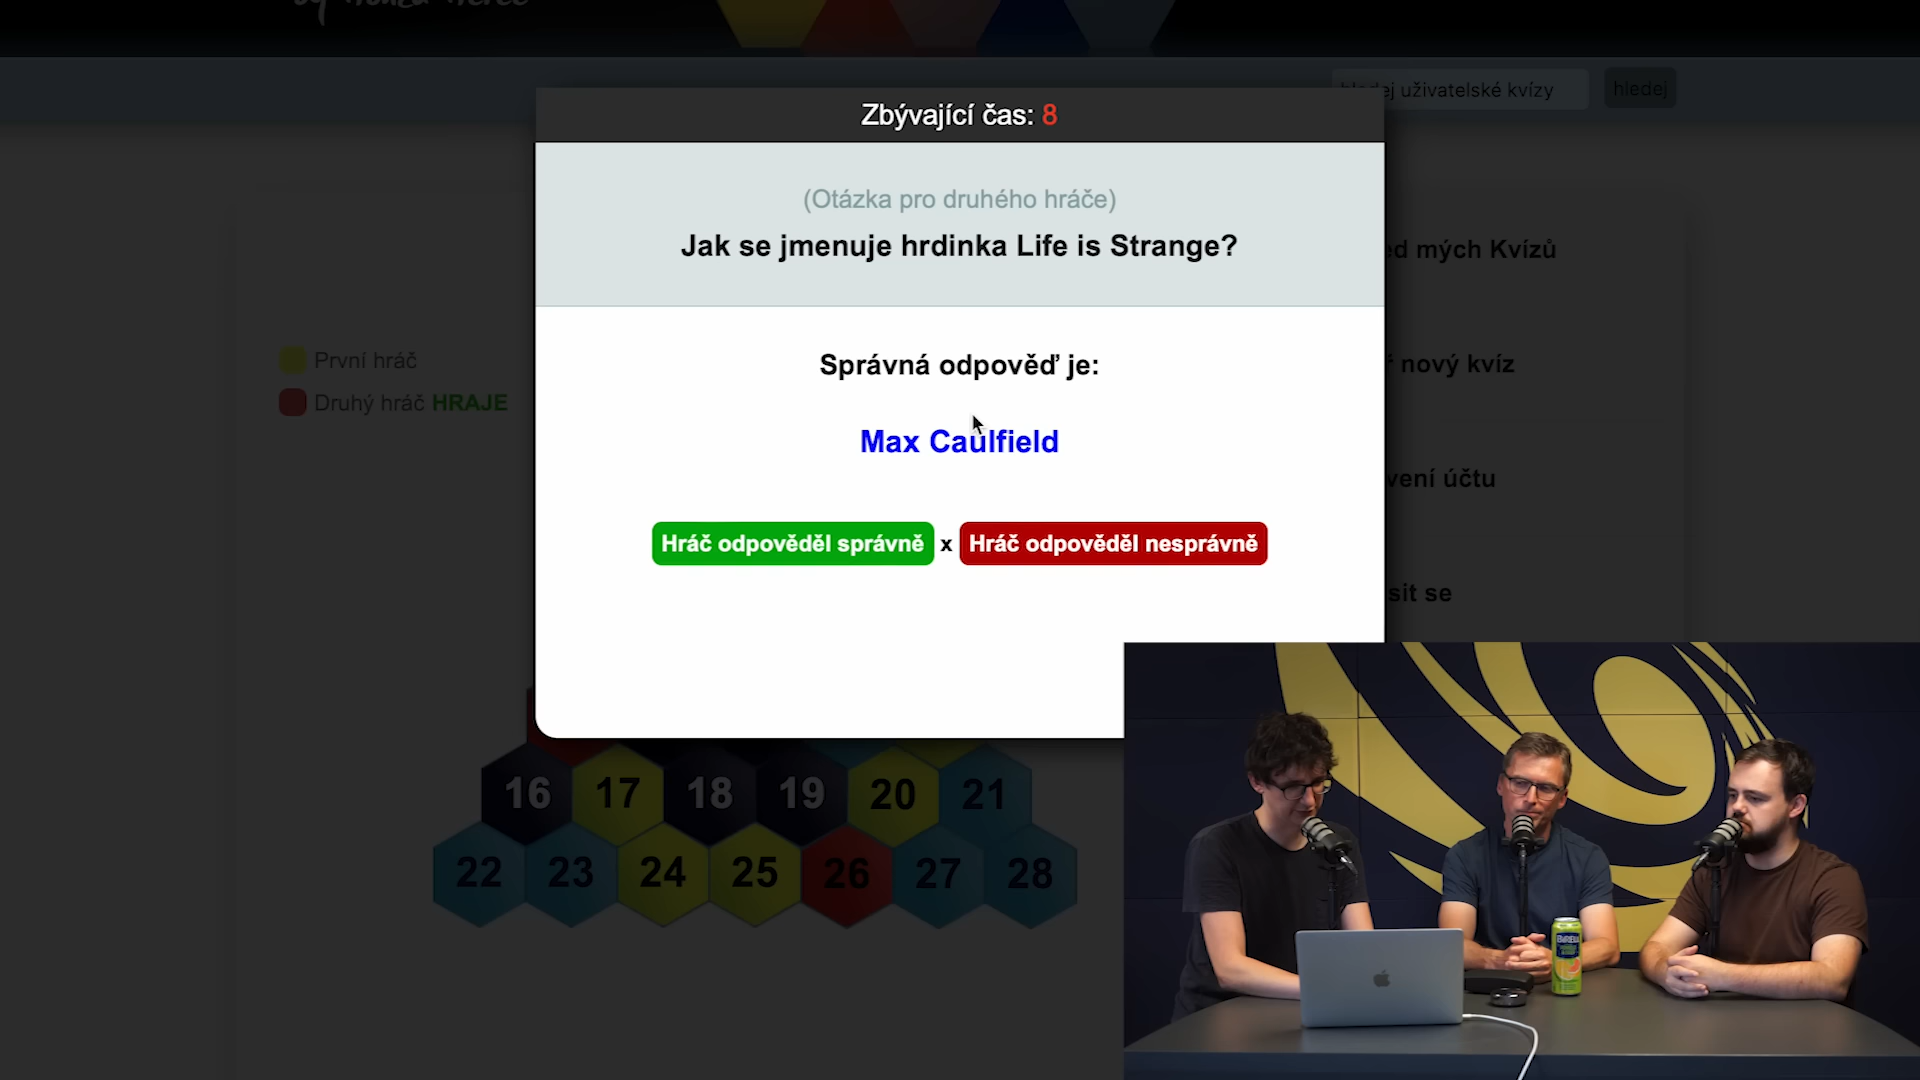 hledej uživatelské kvízy
hledej
Zbývající čas: 8
(Otázka pro druhého hráče)
Jak se jmenuje hrdinka Life is Strange?
Správná odpověď je:
Max Caulfield
Hráč odpověděl správně x Hráč odpověděl nesprávně
První hráč
Druhý hráč HRAJE
mých Kvízů
nový kvíz
účtu
se
16 17 18 19 20 21
22 23 24 25 26 27 28